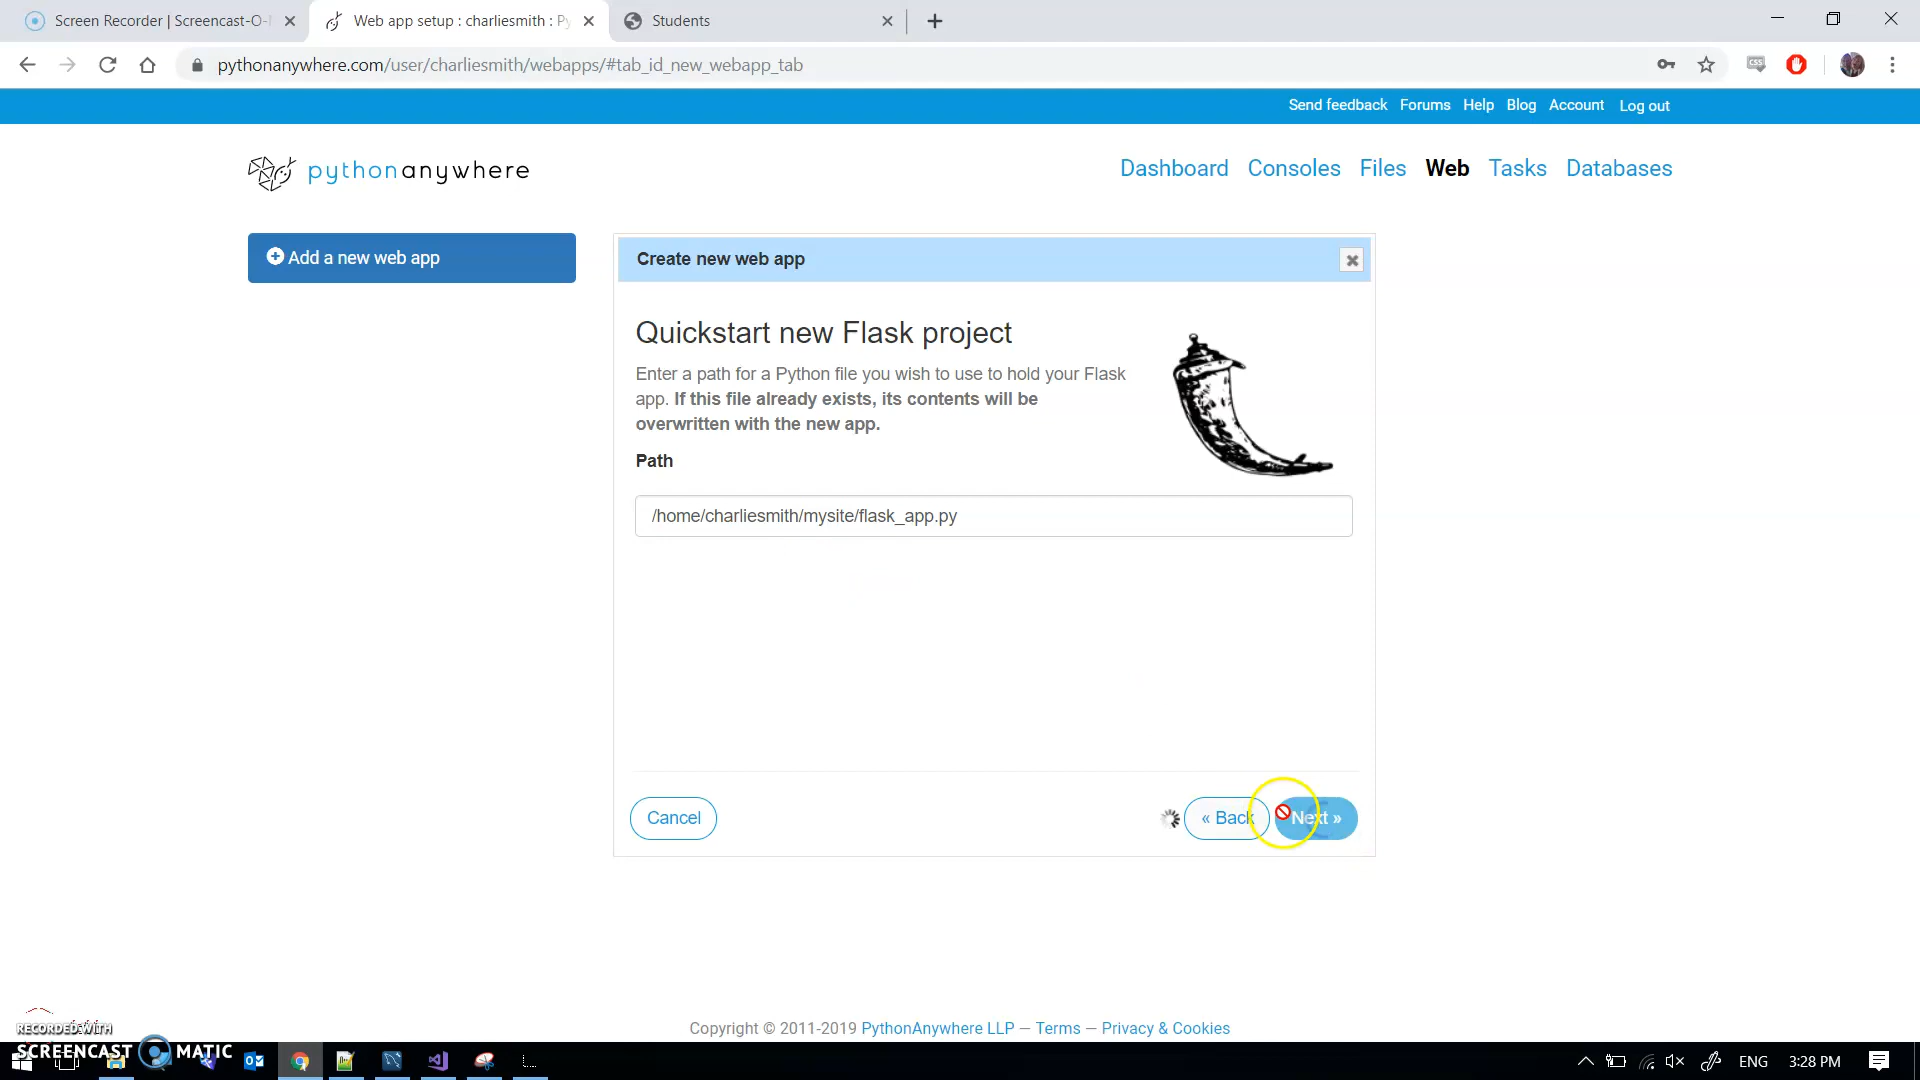 Screen Recorder | Screencast-O-
Web app setup : charliesmith : Py
Students
pythonanywhere.com/user/charliesmith/webapps/#tab_id_new_webapp_tab
CSS
Send feedback Forums Help Blog Account Log out
pythonanywhere
Dashboard Consoles Files Web Tasks Databases
Add a new web app
Create new web app
Quickstart new Flask project
Enter a path for a Python file you wish to use to hold your Flask
app. If this file already exists, its contents will be
overwritten with the new app.
Path
/home/charliesmith/mysite/flask_app.py
Cancel
« Back
Next »
Copyright © 2011-2019 PythonAnywhere LLP — Terms — Privacy & Cookies
RECORDED WITH
SCREENCAST MATIC
ENG
3:28 PM